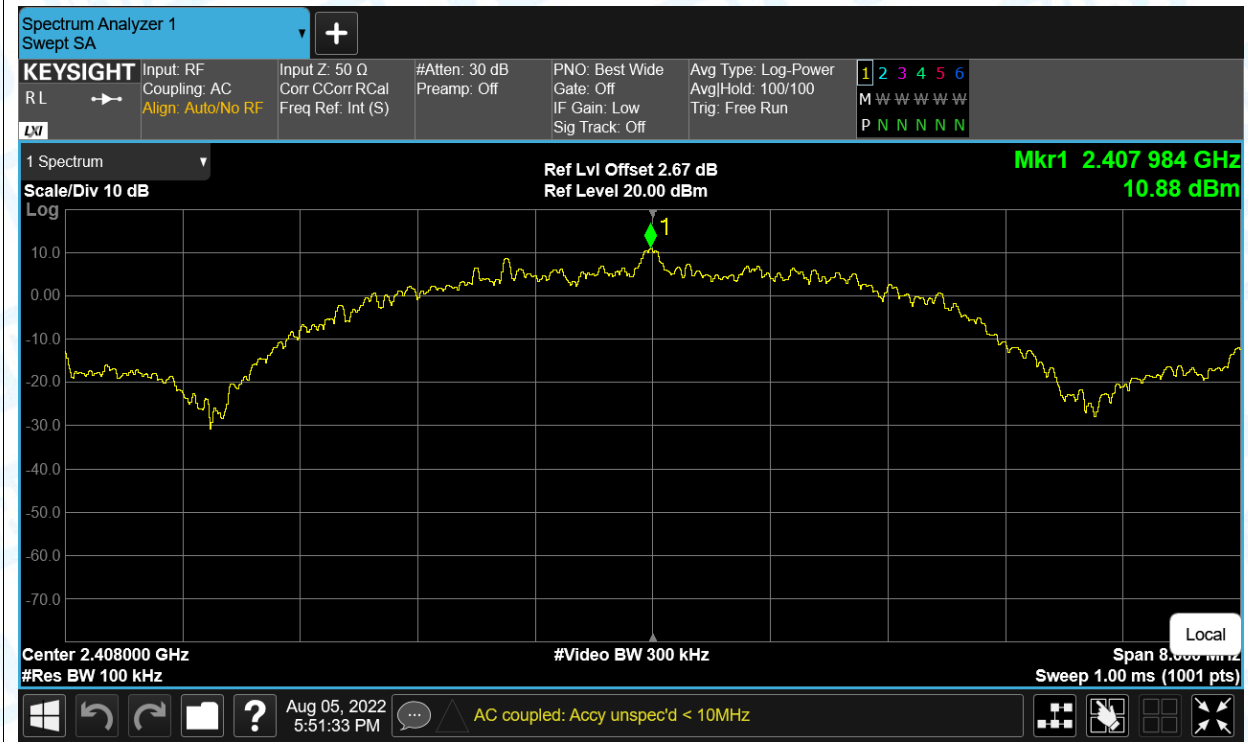 Spectrum Analyzer 1
Swept SA
KEYSIGHT
R L
LXI
Input: RF
Coupling: AC
Align: Auto/No RF
Input Z: 50 Ω
Corr CCorr RCal
Freq Ref: Int (S)
#Atten: 30 dB
Preamp: Off
PNO: Best Wide
Gate: Off
IF Gain: Low
Sig Track: Off
Avg Type: Log-Power
Avg|Hold: 100/100
Trig: Free Run
1 2 3 4 5 6
M W W W W W W
P N N N N N N
1 Spectrum
Scale/Div 10 dB
Log
Ref Lvl Offset 2.67 dB
Ref Level 20.00 dBm
Mkr1 2.407 984 GHz
10.88 dBm
1
10.0
0.00
-10.0
-20.0
-30.0
-40.0
-50.0
-60.0
-70.0
Local
Center 2.408000 GHz
#Res BW 100 kHz
#Video BW 300 kHz
Span 8.000 MHz
Sweep 1.00 ms (1001 pts)
?
Aug 05, 2022
5:51:33 PM
AC coupled: Accy unspec'd < 10MHz